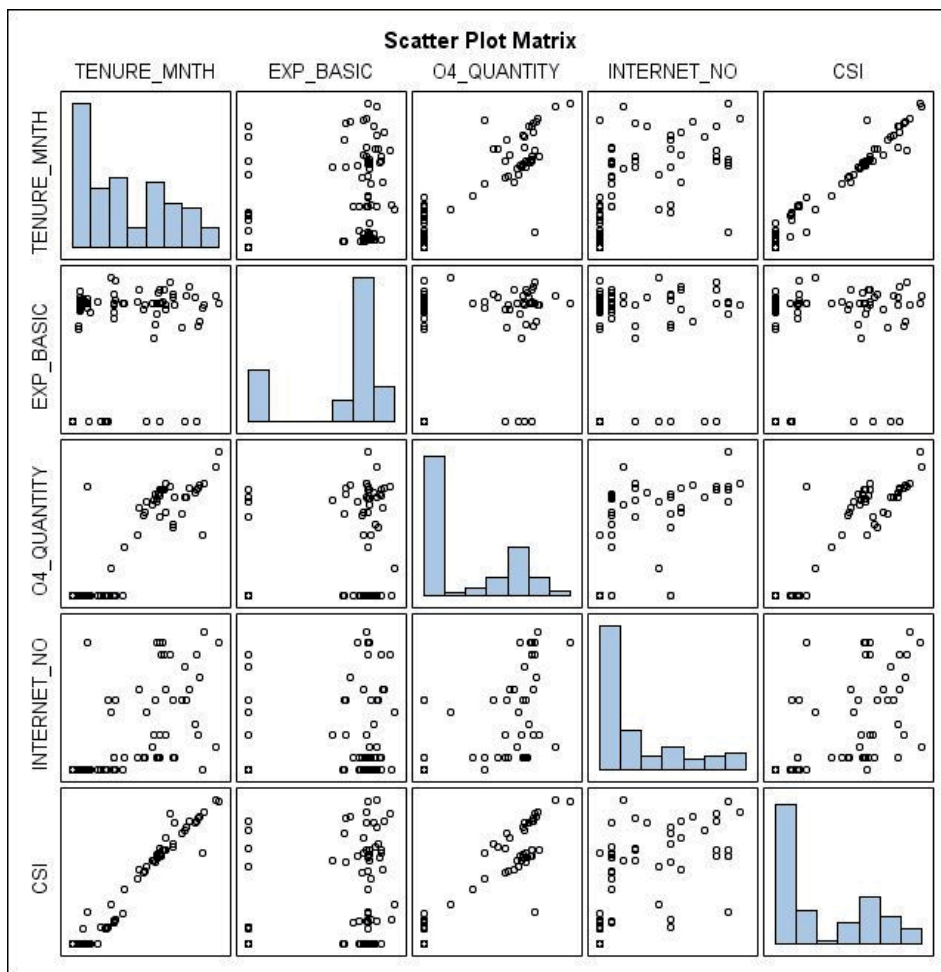 Scatter Plot Matrix
TENURE_MNTH EXP_BASIC O4_QUANTITY INTERNET_NO CSI
TENURE_MNTH
EXP_BASIC
O4_QUANTITY
INTERNET_NO
CSI